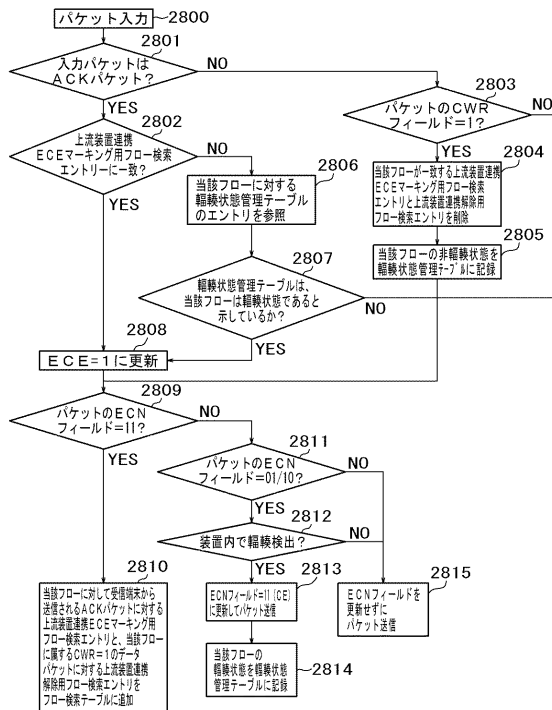 パケット入力
2800
2801
入力パケットは
ACKパケット？
NO
YES
2802
上流装置連携
ECEマーキング用フロー検索
エントリーに一致？
NO
YES
2803
パケットのCWR
フィールド=1？
NO
YES
2804
当該フローが一致する上流装置連携
ECEマーキング用フロー検索
エントリと上流装置連携解除用
フロー検索エントリを削除
2805
当該フローの非輻輳状態を
輻輳状態管理テーブルに記録
2806
当該フローに対する
輻輳状態管理テーブル
のエントリを参照
2807
輻輳状態管理テーブルは、
当該フローは輻輳状態であると
示しているか？
NO
YES
2808
ECE=1に更新
2809
パケットのECN
フィールド=11？
NO
YES
2811
パケットのECN
フィールド=01/10？
NO
YES
2812
装置内で輻輳検出？
NO
YES
2810
当該フローに対して受信端末から
送信されるACKパケットに対する
上流装置連携ECEマーキング用
フロー検索エントリと、当該フロー
に属するCWR=1のデータ
パケットに対する上流装置連携
解除用フロー検索エントリを
フロー検索テーブルに追加
2813
ECNフィールド=11(CE)
に更新してパケット送信
2814
当該フローの
輻輳状態を輻輳状態
管理テーブルに記録
2815
ECNフィールドを
更新せずに
パケット送信